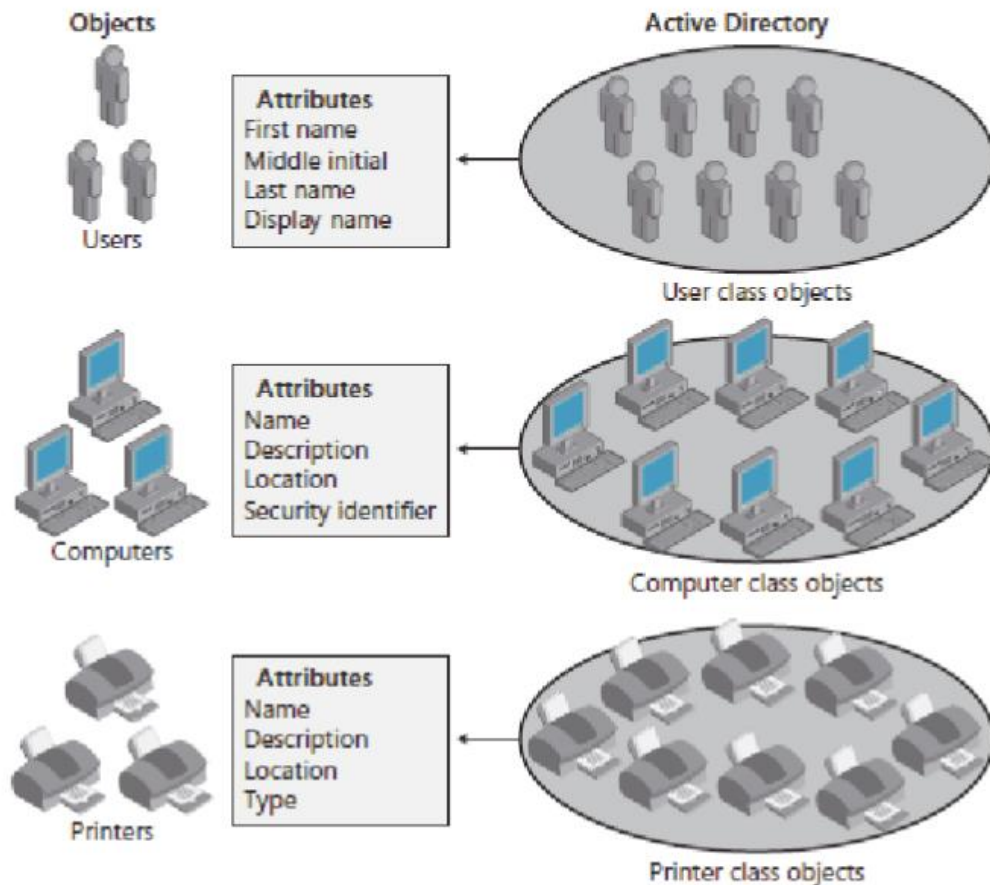 Objects
Active Directory
Attributes
First name
Middle initial
Last name
Display name
Users
User class objects
Attributes
Name
Description
Location
Security identifier
Computers
Computer class objects
Attributes
Name
Description
Location
Type
Printers
Printer class objects